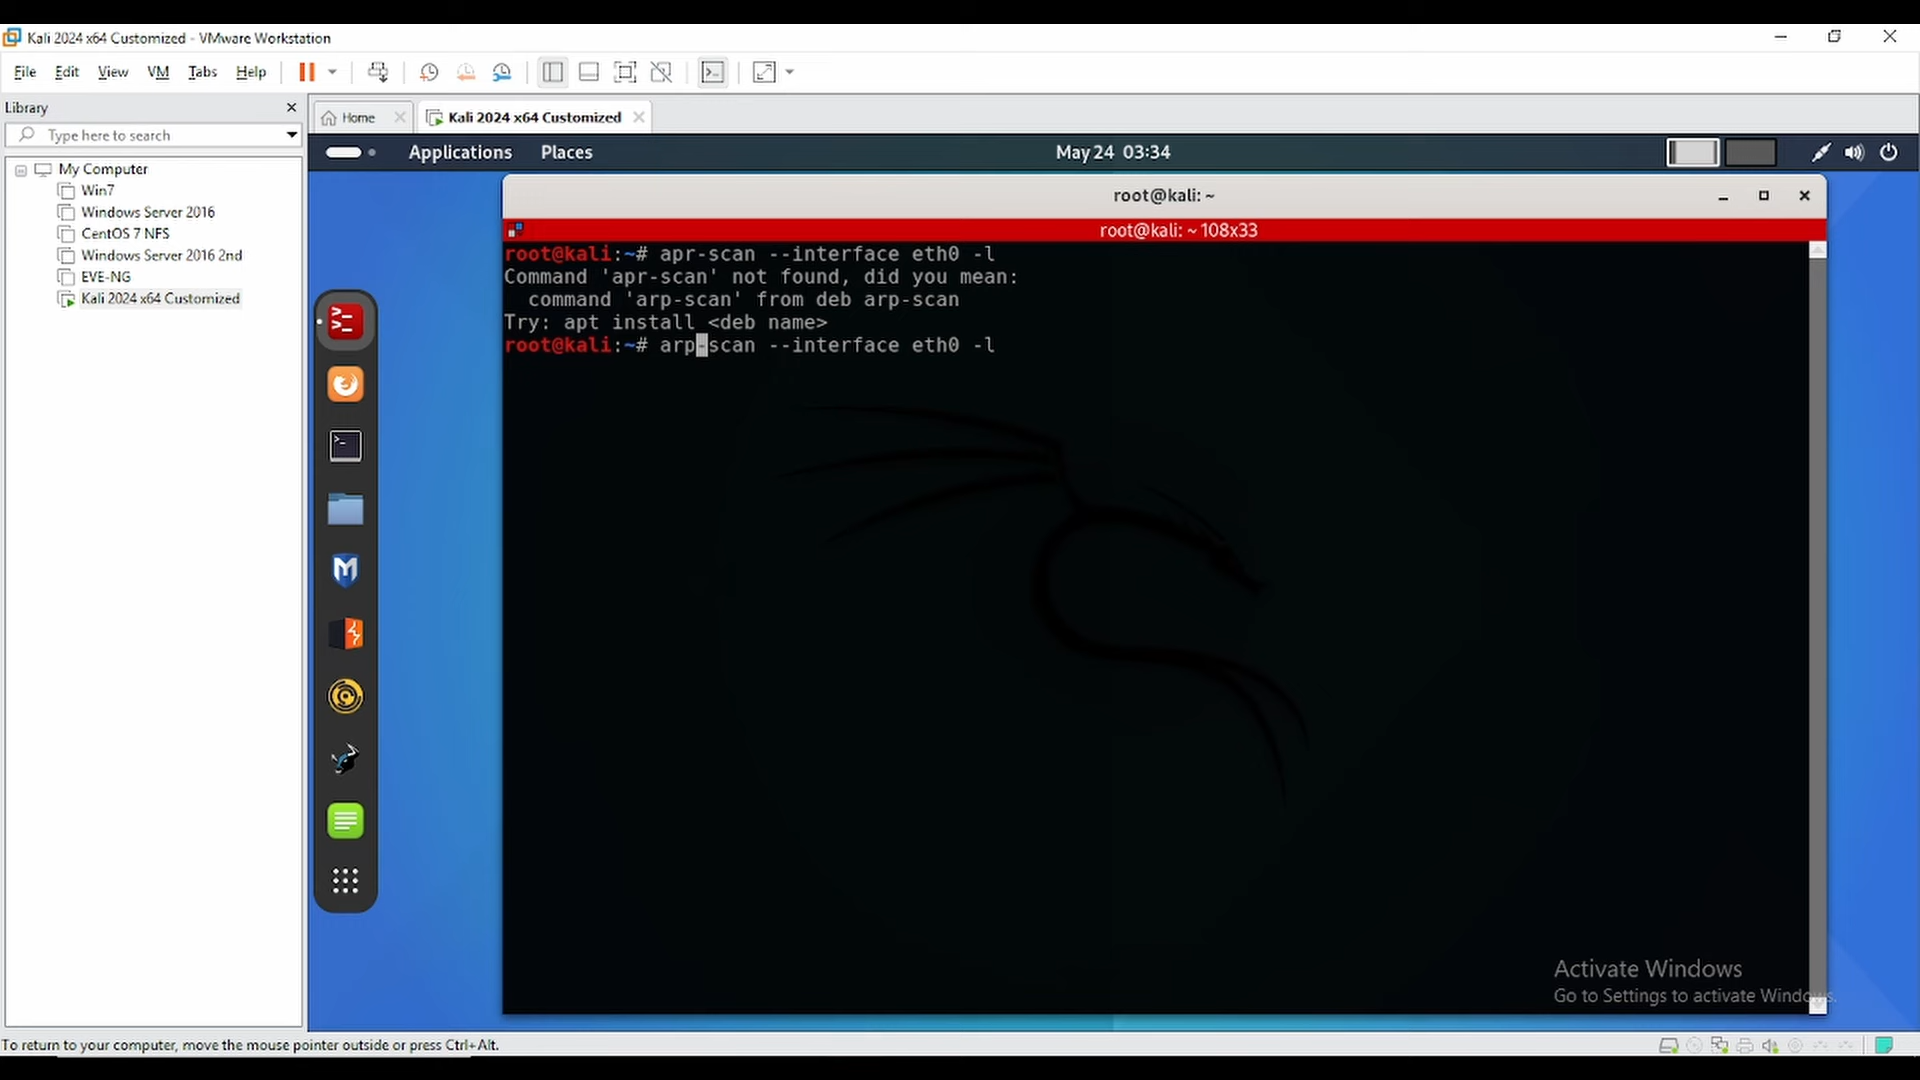 Kali 2024 x64 Customized - VMware Workstation
File Edit View VM Tabs Help
Library
Type here to search
My Computer
Win7
Windows Server 2016
CentOS 7 NFS
Windows Server 2016 2nd
EVE-NG
Kali 2024 x64 Customized
Home
Kali 2024 x64 Customized
Applications Places
May 24 03:34
root@kali: ~
root@kali: ~ 108x33
root@kali:~# apr-scan --interface eth0 -l
Command 'apr-scan' not found, did you mean:
command 'arp-scan' from deb arp-scan
Try: apt install <deb name>
root@kali:~# arp-scan --interface eth0 -l
Activate Windows
Go to Settings to activate Windows.
To return to your computer, move the mouse pointer outside or press Ctrl+Alt.